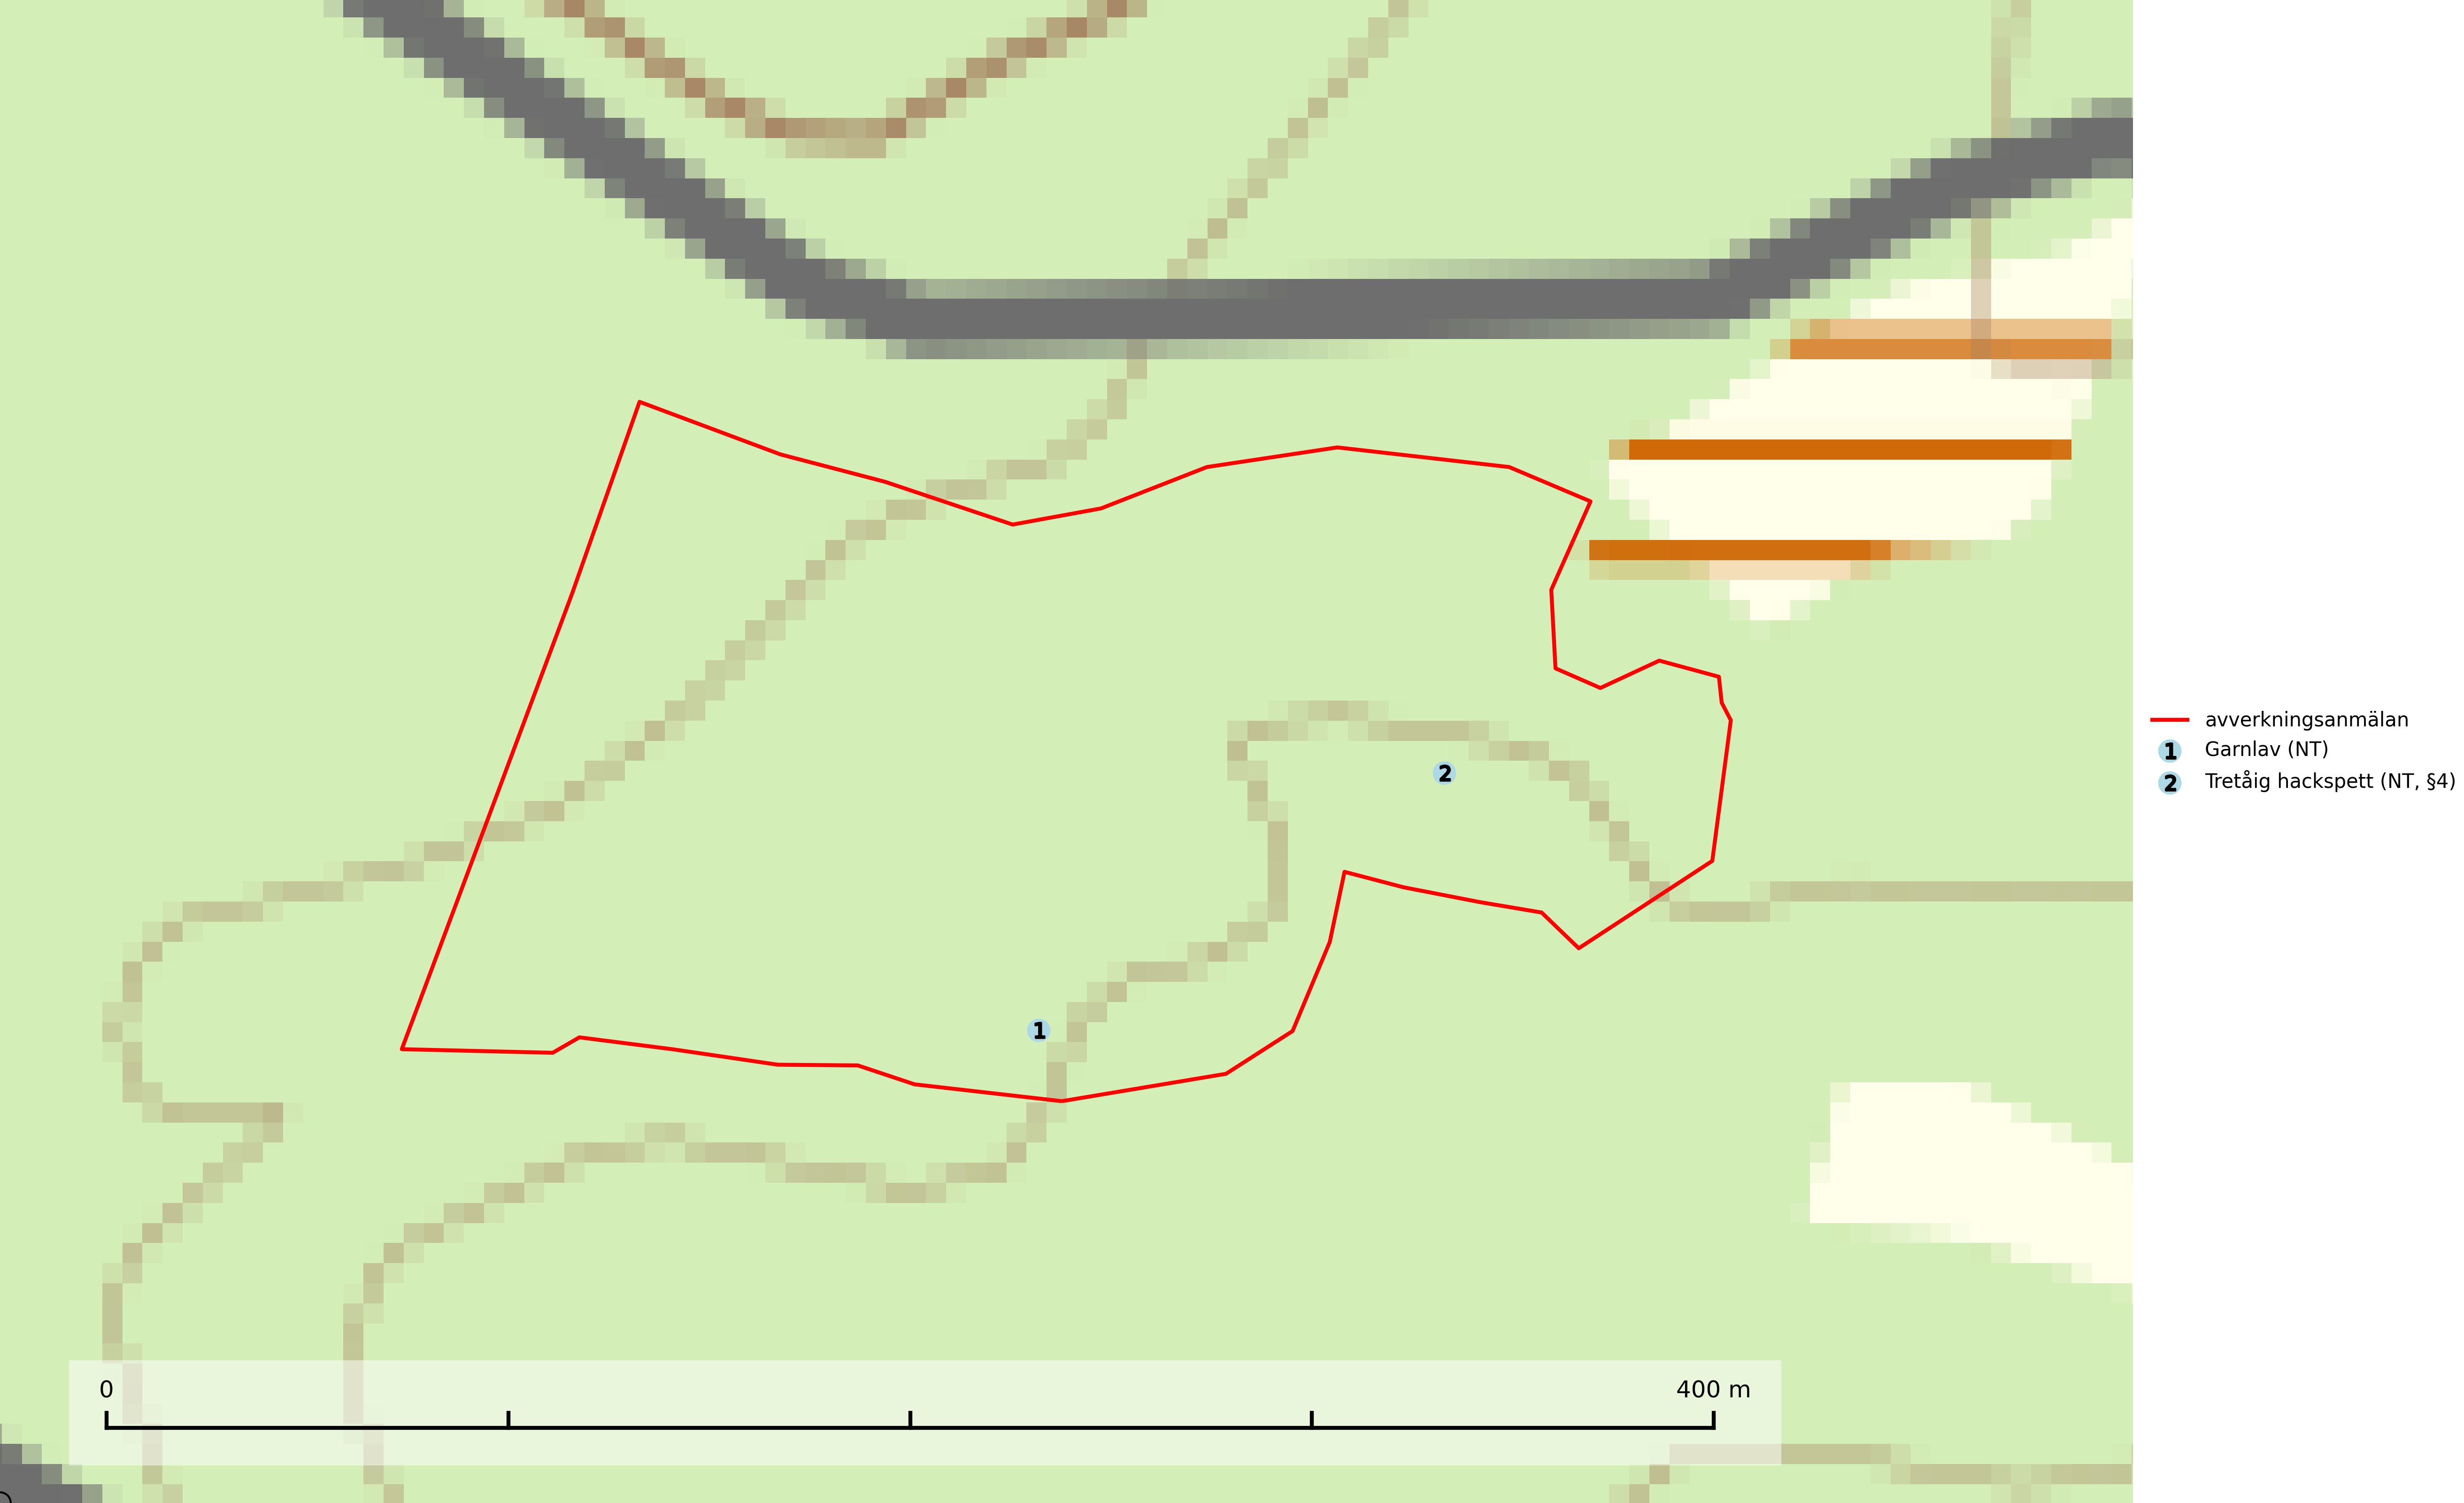 avverkningsanmälan
1 Garnlav (NT)
2 Tretåig hackspett (NT, §4)
2
1
0 400 m